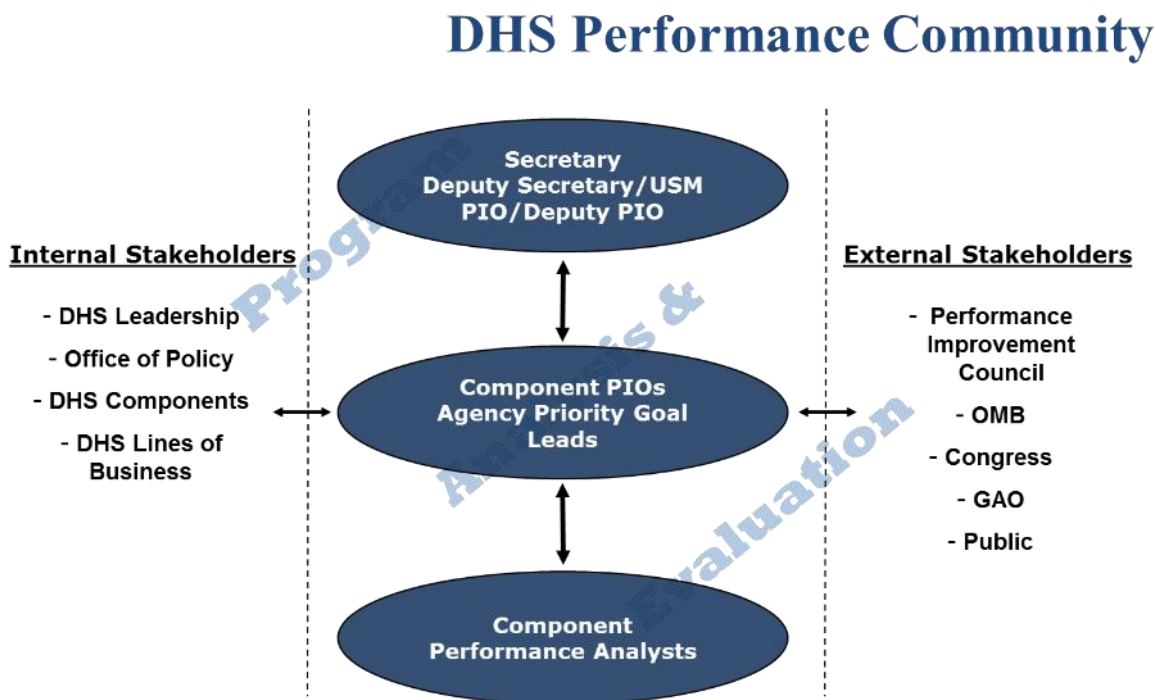 DHS Performance Community
Secretary
Deputy Secretary/USM
PIO/Deputy PIO
Internal Stakeholders
- DHS Leadership
- Office of Policy
- DHS Components
- DHS Lines of
Business
Component PIOs
Agency Priority Goal
Leads
External Stakeholders
- Performance
Improvement
Council
- OMB
- Congress
- GAO
- Public
Component
Performance Analysts
Program
Analysis &
Evaluation